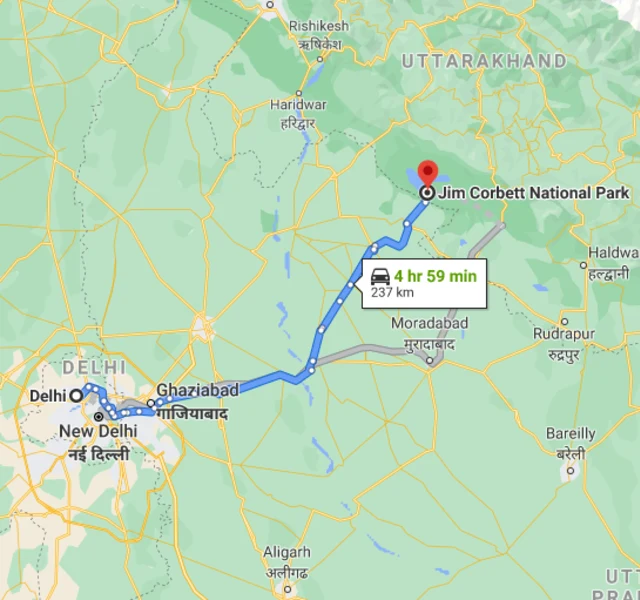 Rishikesh
ऋषिकेश
UTTARAKHAND
Haridwar
हरिद्वार
Jim Corbett National Park
4 hr 59 min
237 km
Haldwa
हल्द्वानी
Moradabad
मुरादाबाद
Rudrapur
रुद्रपुर
DELHI
Delhi
Ghaziabad
गाजियाबाद
New Delhi
नई दिल्ली
Bareilly
बरेली
Aligarh
अलीगढ़
UTT
PRA